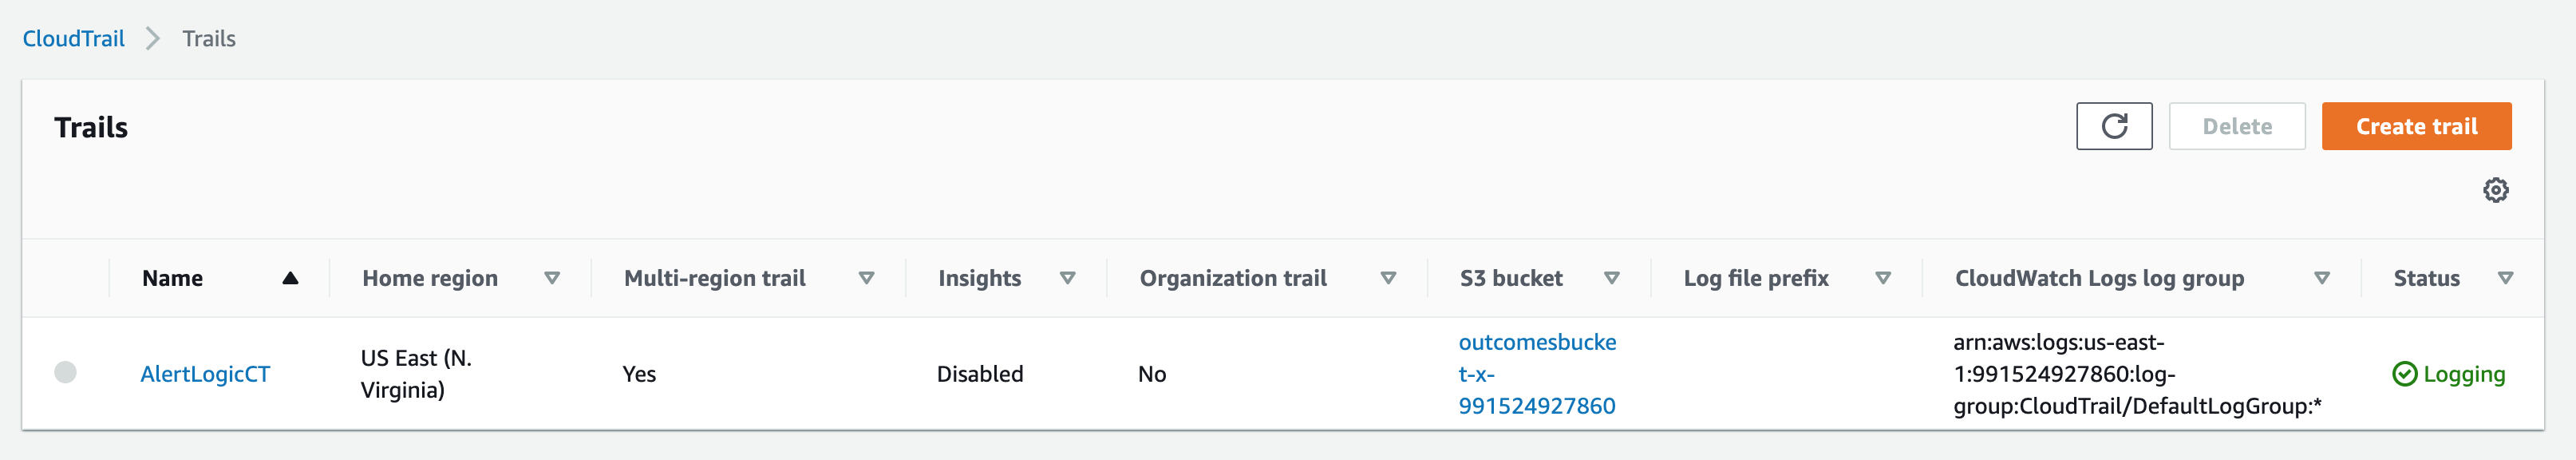 CloudTrail Trails
Trails
Delete
Create trail
Name Home region Multi-region trail Insights Organization trail S3 bucket Log file prefix CloudWatch Logs log group Status
AlertLogicCT
US East (N.
Virginia)
Yes
Disabled
No
outcomesbucke
t-x-
991524927860
arn:aws:logs:us-east-
1:991524927860:log-
group:CloudTrail/DefaultLogGroup:*
Logging